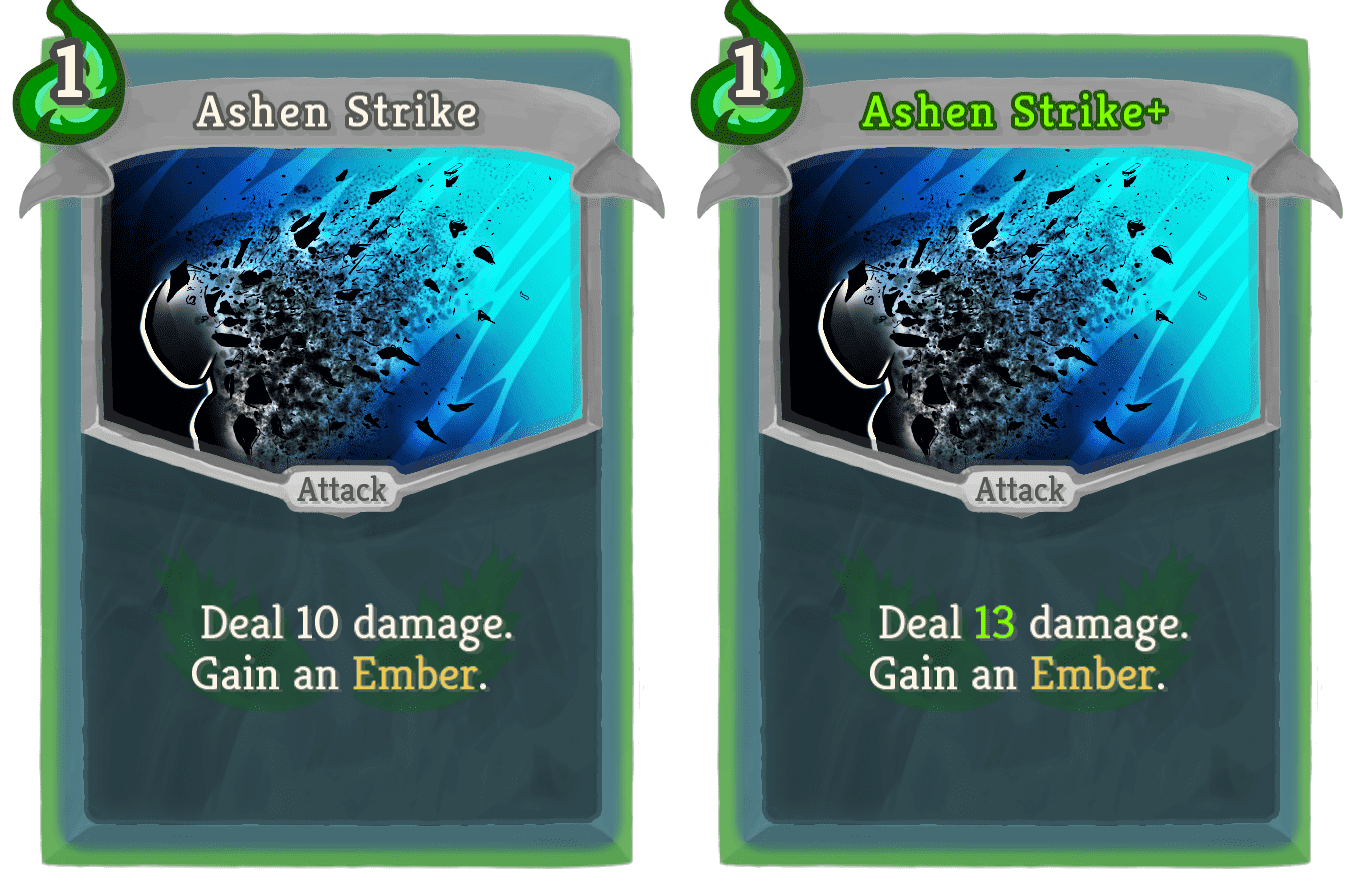 1
Ashen Strike
Attack
Deal 10 damage.
Gain an Ember.
1
Ashen Strike+
Attack
Deal 13 damage.
Gain an Ember.